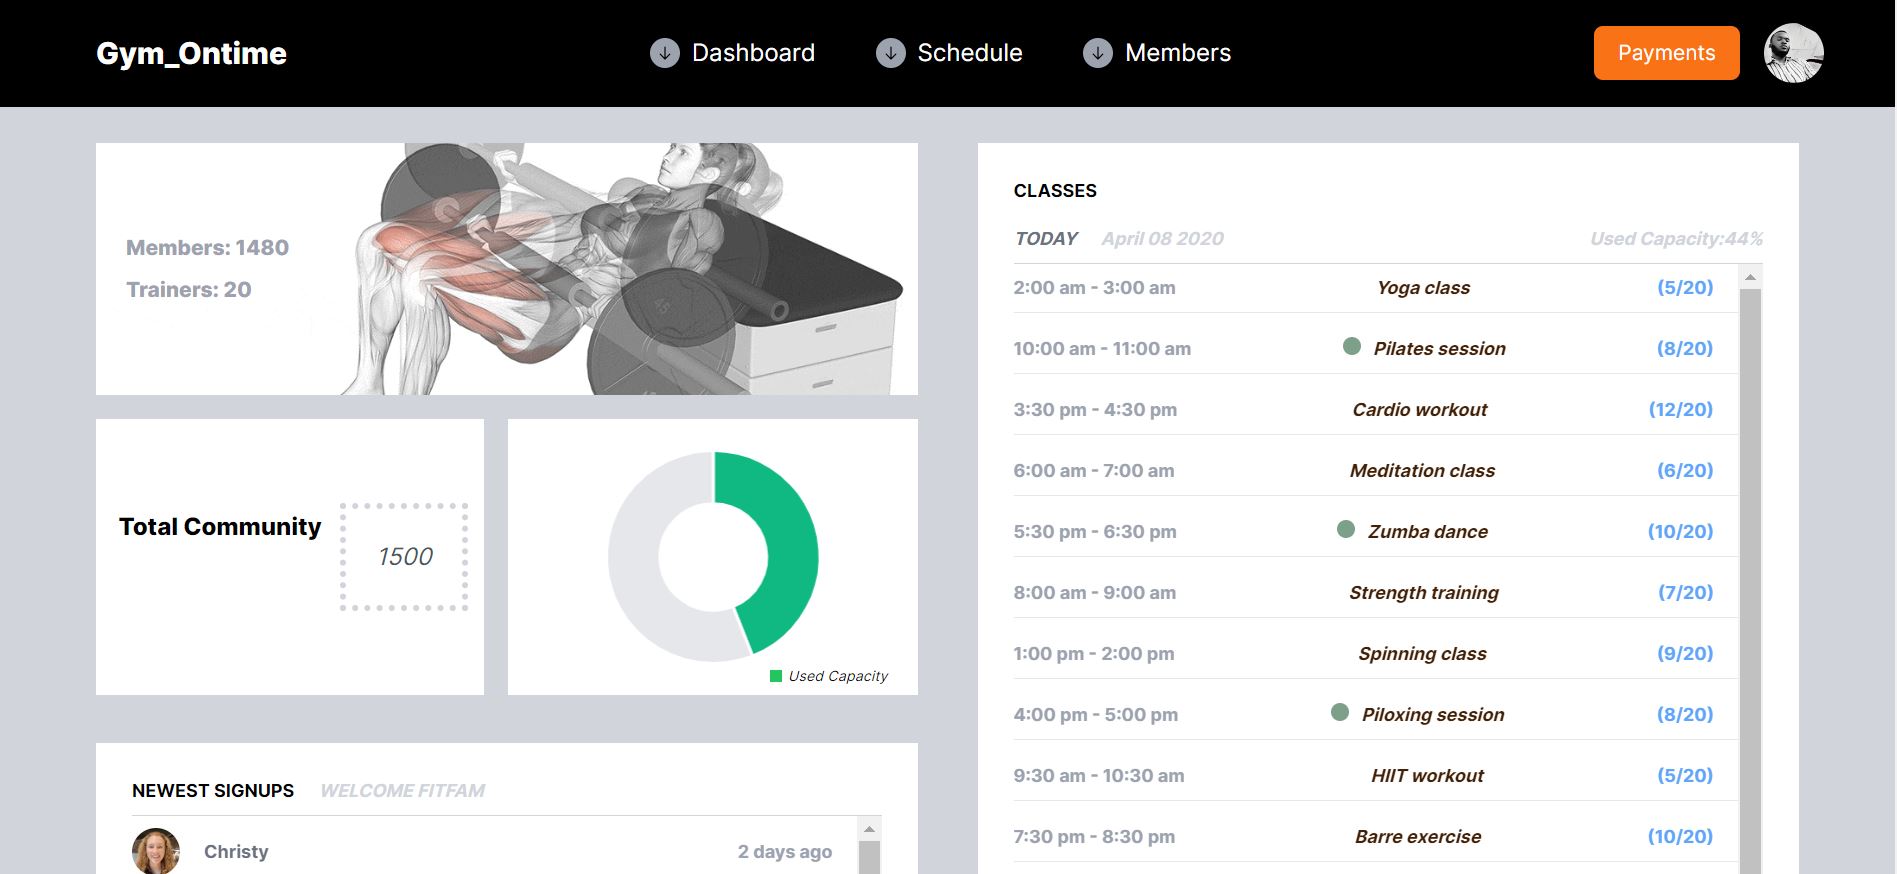 Gym_Ontime
Dashboard
Schedule
Members
Payments
Members: 1480
Trainers: 20
45
Total Community
1500
Used Capacity
NEWEST SIGNUPS WELCOME FITFAM
Christy 2 days ago
CLASSES
TODAY April 08 2020 Used Capacity:44%
2:00 am - 3:00 am Yoga class (5/20)
10:00 am - 11:00 am Pilates session (8/20)
3:30 pm - 4:30 pm Cardio workout (12/20)
6:00 am - 7:00 am Meditation class (6/20)
5:30 pm - 6:30 pm Zumba dance (10/20)
8:00 am - 9:00 am Strength training (7/20)
1:00 pm - 2:00 pm Spinning class (9/20)
4:00 pm - 5:00 pm Piloxing session (8/20)
9:30 am - 10:30 am HIIT workout (5/20)
7:30 pm - 8:30 pm Barre exercise (10/20)